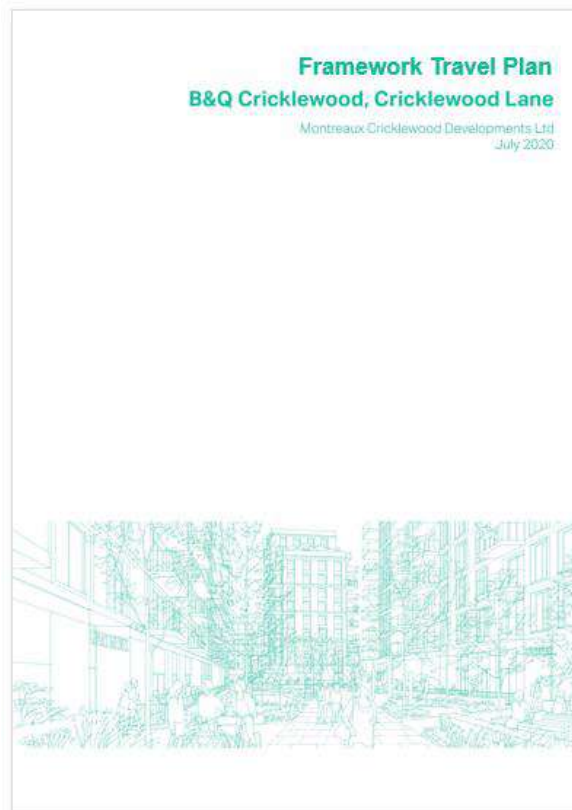 Framework Travel Plan
B&Q Cricklewood, Cricklewood Lane
Montreaux Cricklewood Developments Ltd
July 2020